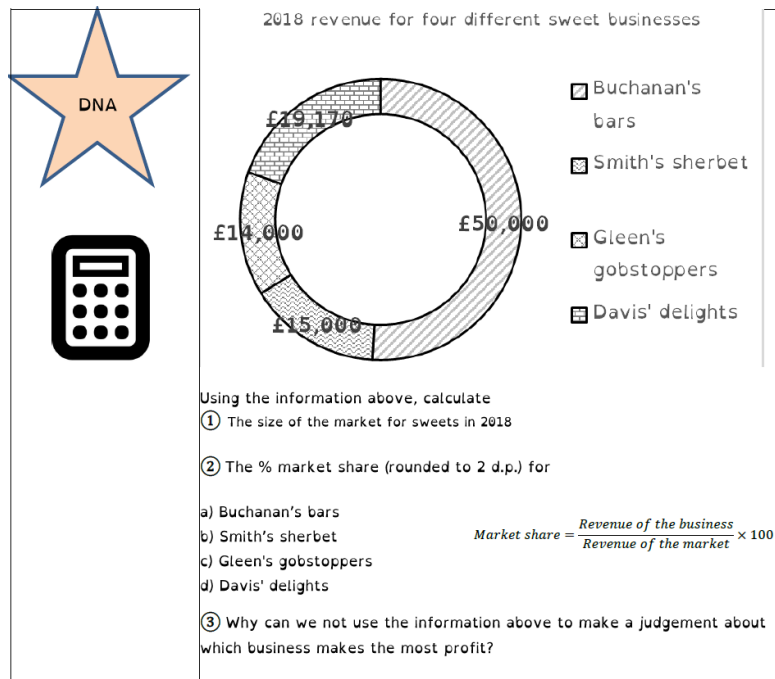 DNA
2018 revenue for four different sweet businesses
£19,170
£50,000
£14,000
£15,000
Buchanan's
bars
Smith's sherbet
Gleen's
gobstoppers
Davis' delights
Using the information above, calculate
① The size of the market for sweets in 2018
② The % market share (rounded to 2 d.p.) for
a) Buchanan's bars
b) Smith's sherbet
c) Gleen's gobstoppers
d) Davis' delights
Market share = Revenue of the business / Revenue of the market × 100
③ Why can we not use the information above to make a judgement about
which business makes the most profit?